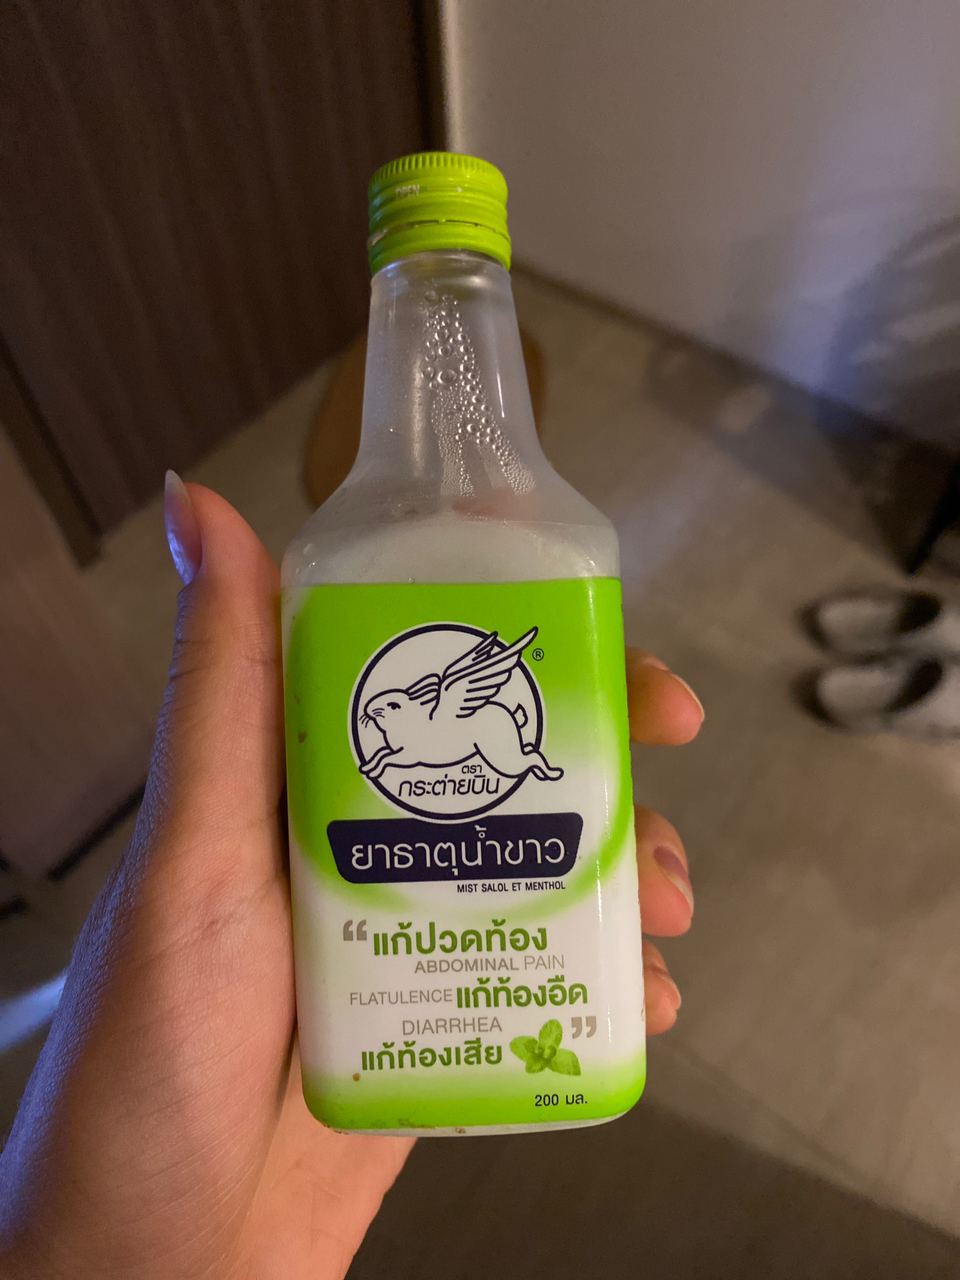 OPEN
®
ตรา
กระต่ายบิน
ยาธาตุน้ำขาว
MIST SALOL ET MENTHOL
“แก้ปวดท้อง
ABDOMINAL PAIN
FLATULENCE แก้ท้องอืด
DIARRHEA
แก้ท้องเสีย”
200 มล.